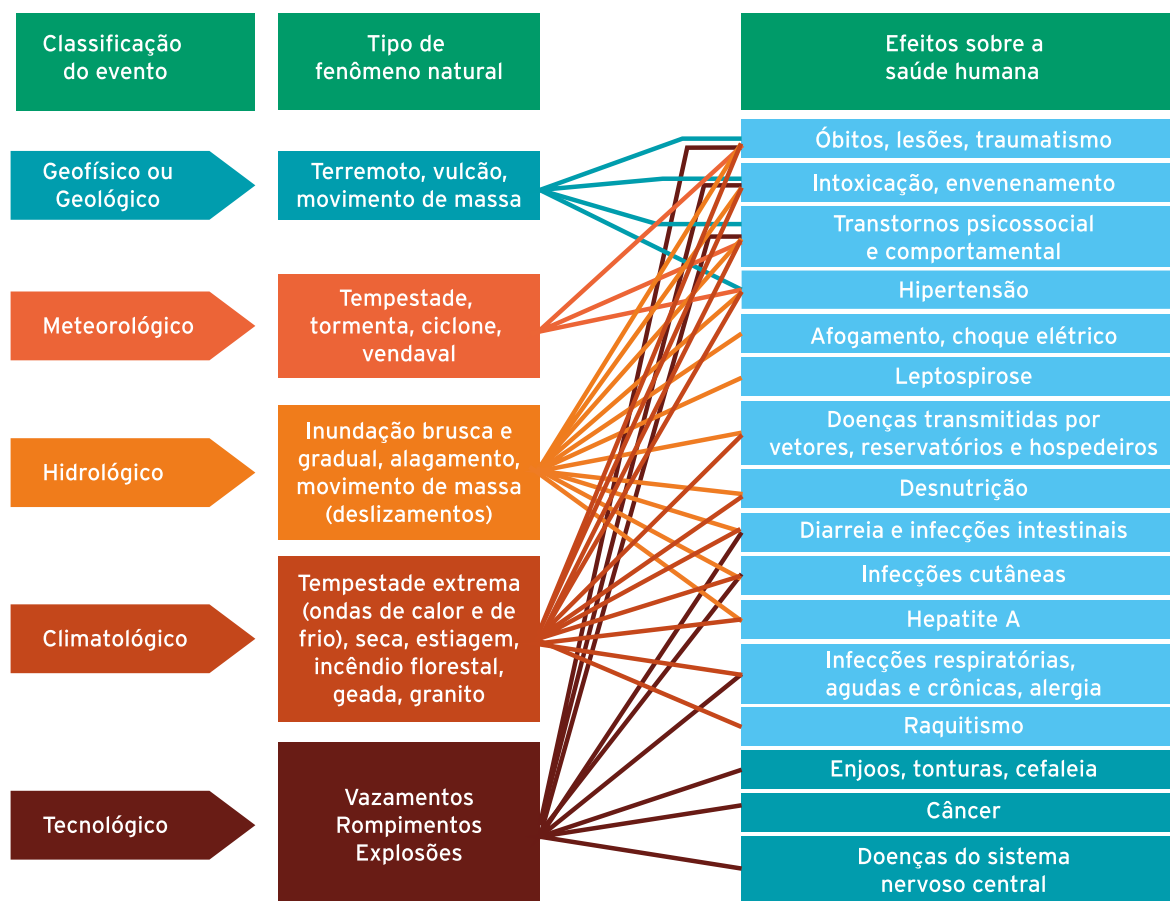 Classificação
do evento
Tipo de
fenômeno natural
Efeitos sobre a
saúde humana
Geofísico ou
Geológico
Terremoto, vulcão,
movimento de massa
Meteorológico
Tempestade,
tormenta, ciclone,
vendaval
Hidrológico
Inundação brusca e
gradual, alagamento,
movimento de massa
(deslizamentos)
Climatológico
Tempestade extrema
(ondas de calor e de
frio), seca, estiagem,
incêndio florestal,
geada, granito
Tecnológico
Vazamentos
Rompimentos
Explosões
Óbitos, lesões, traumatismo
Intoxicação, envenenamento
Transtornos psicossocial
e comportamental
Hipertensão
Afogamento, choque elétrico
Leptospirose
Doenças transmitidas por
vetores, reservatórios e hospedeiros
Desnutrição
Diarreia e infecções intestinais
Infecções cutâneas
Hepatite A
Infecções respiratórias,
agudas e crônicas, alergia
Raquitismo
Enjoos, tonturas, cefaleia
Câncer
Doenças do sistema
nervoso central